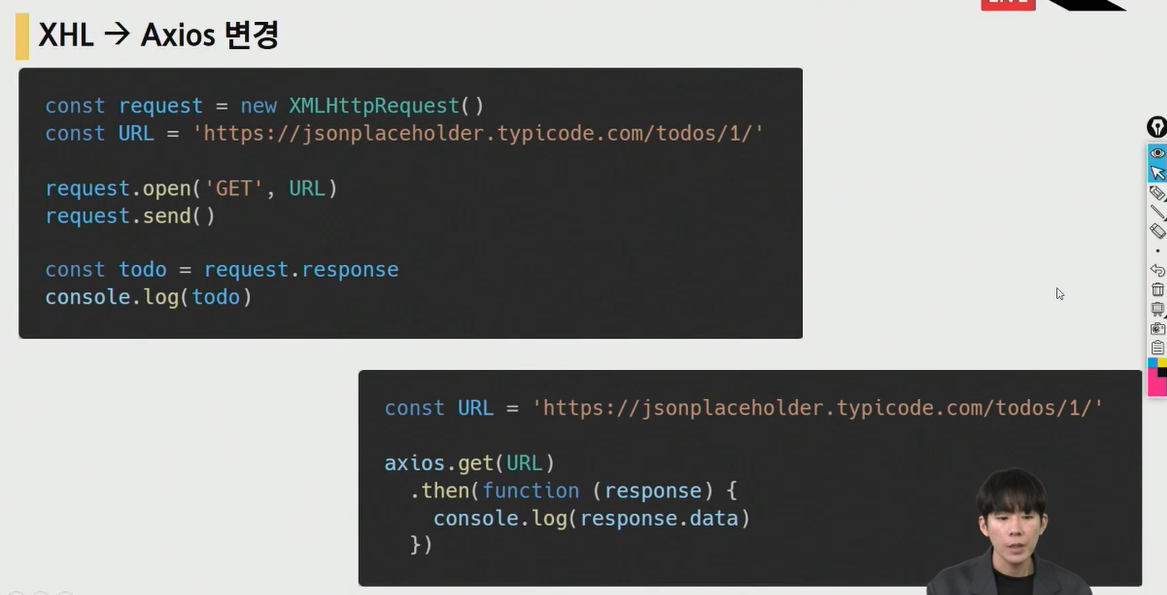 LIVE
XHL → Axios 변경
const request = new XMLHttpRequest()
const URL = 'https://jsonplaceholder.typicode.com/todos/1/'
request.open('GET', URL)
request.send()
const todo = request.response
console.log(todo)
const URL = 'https://jsonplaceholder.typicode.com/todos/1/'
axios.get(URL)
.then(function (response) {
console.log(response.data)
})